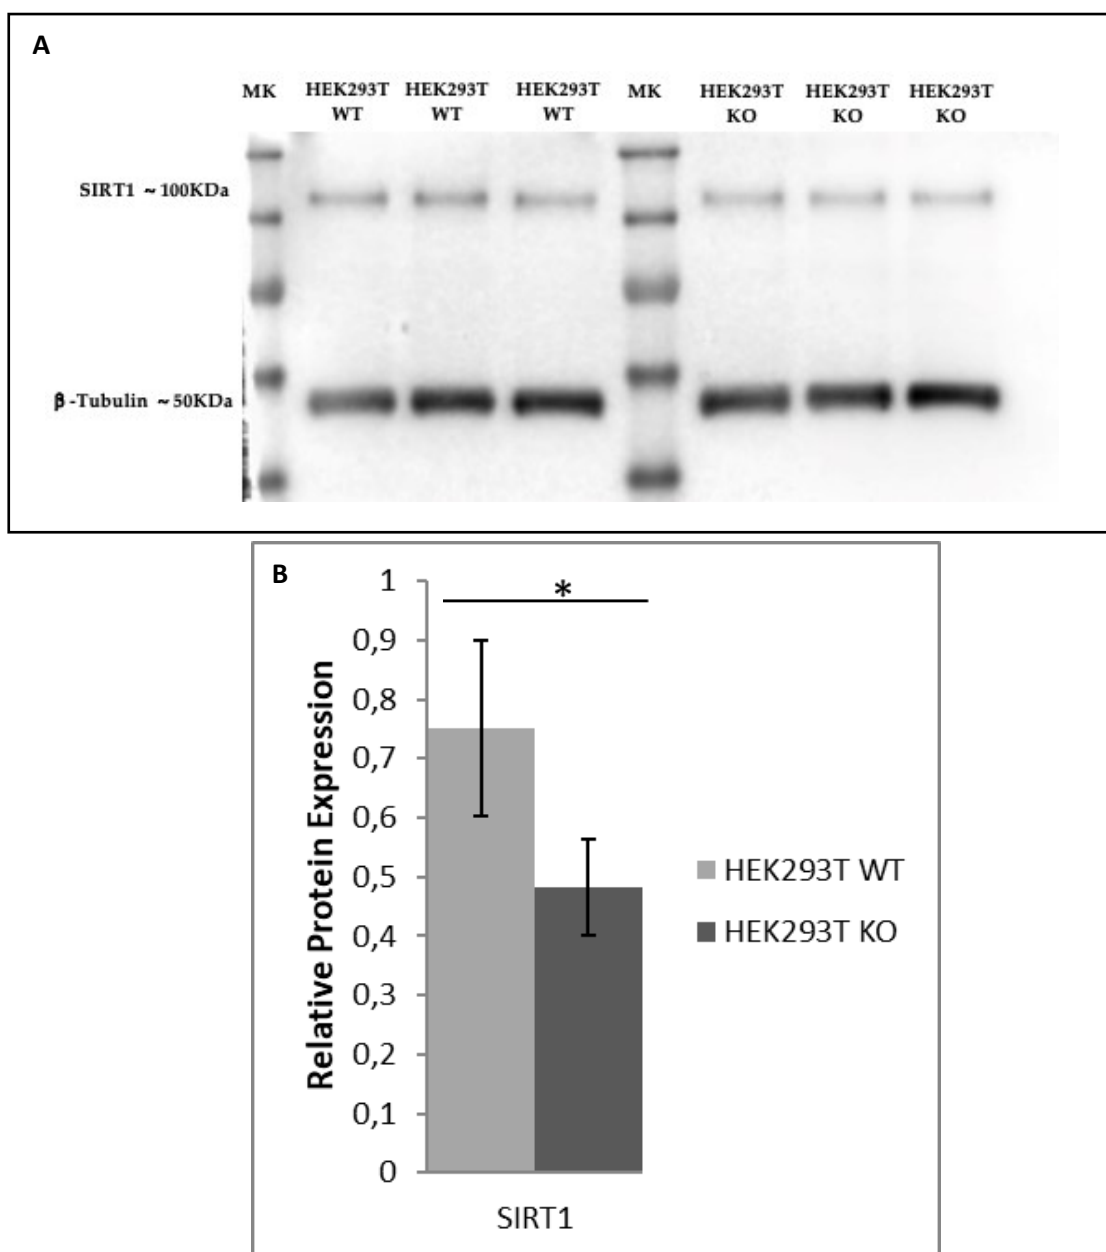 A
MK HEK293T HEK293T HEK293T MK HEK293T HEK293T HEK293T
WT WT WT KO KO KO
SIRT1 ~100KDa
β-Tubulin ~50KDa
B
*
1
0,9
0,8
0,7
0,6
0,5
0,4
0,3
0,2
0,1
0
Relative Protein Expression
HEK293T WT
HEK293T KO
SIRT1